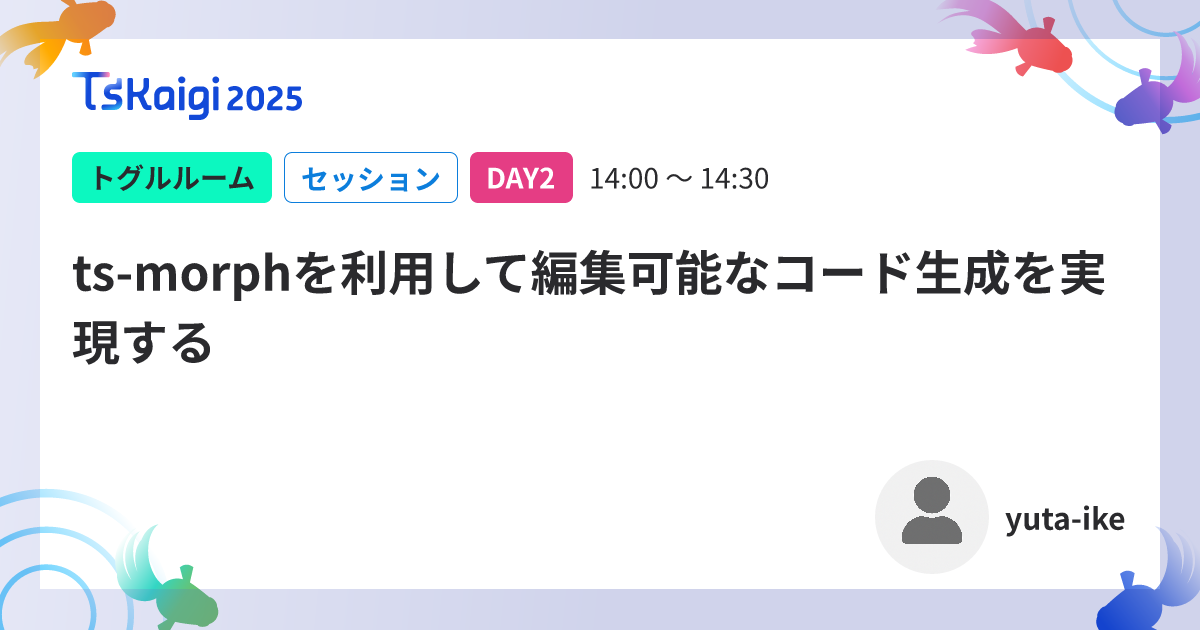 TsKaigi 2025
トグルルーム セッション DAY2 14:00 〜 14:30
ts-morphを利用して編集可能なコード生成を実
現する
yuta-ike